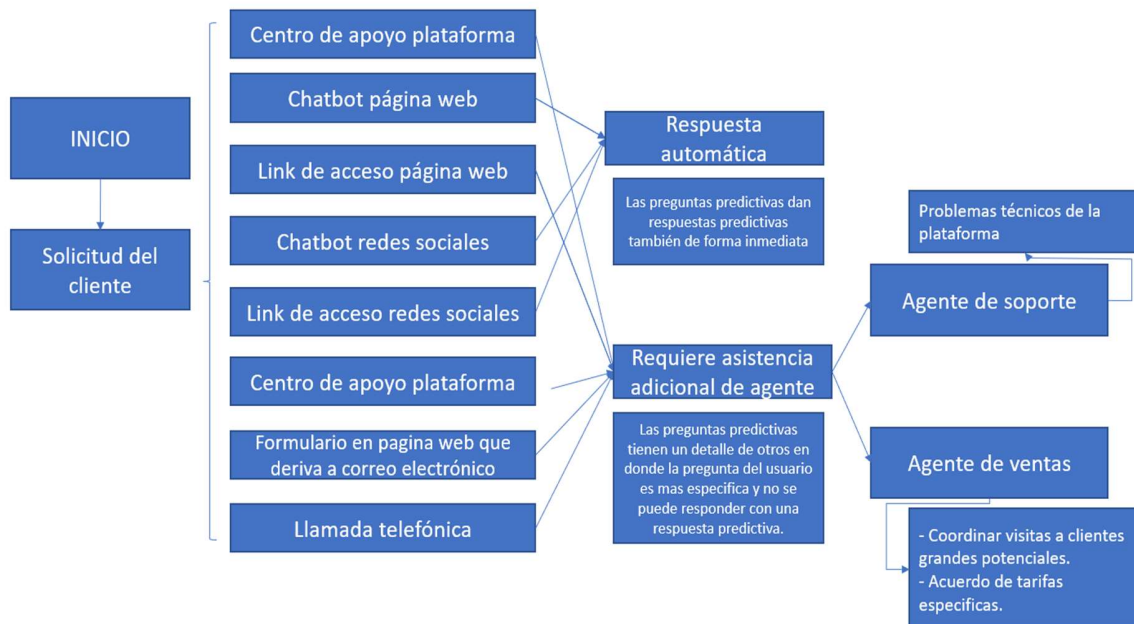 INICIO
Solicitud del
cliente
Centro de apoyo plataforma
Chatbot página web
Link de acceso página web
Chatbot redes sociales
Link de acceso redes sociales
Centro de apoyo plataforma
Formulario en pagina web que
deriva a correo electrónico
Llamada telefónica
Respuesta
automática
Las preguntas predictivas dan
respuestas predictivas
también de forma inmediata
Requiere asistencia
adicional de agente
Las preguntas predictivas
tienen un detalle de otros en
donde la pregunta del usuario
es mas especifica y no se
puede responder con una
respuesta predictiva.
Problemas técnicos de la
plataforma
Agente de soporte
Agente de ventas
- Coordinar visitas a clientes
grandes potenciales.
- Acuerdo de tarifas
especificas.